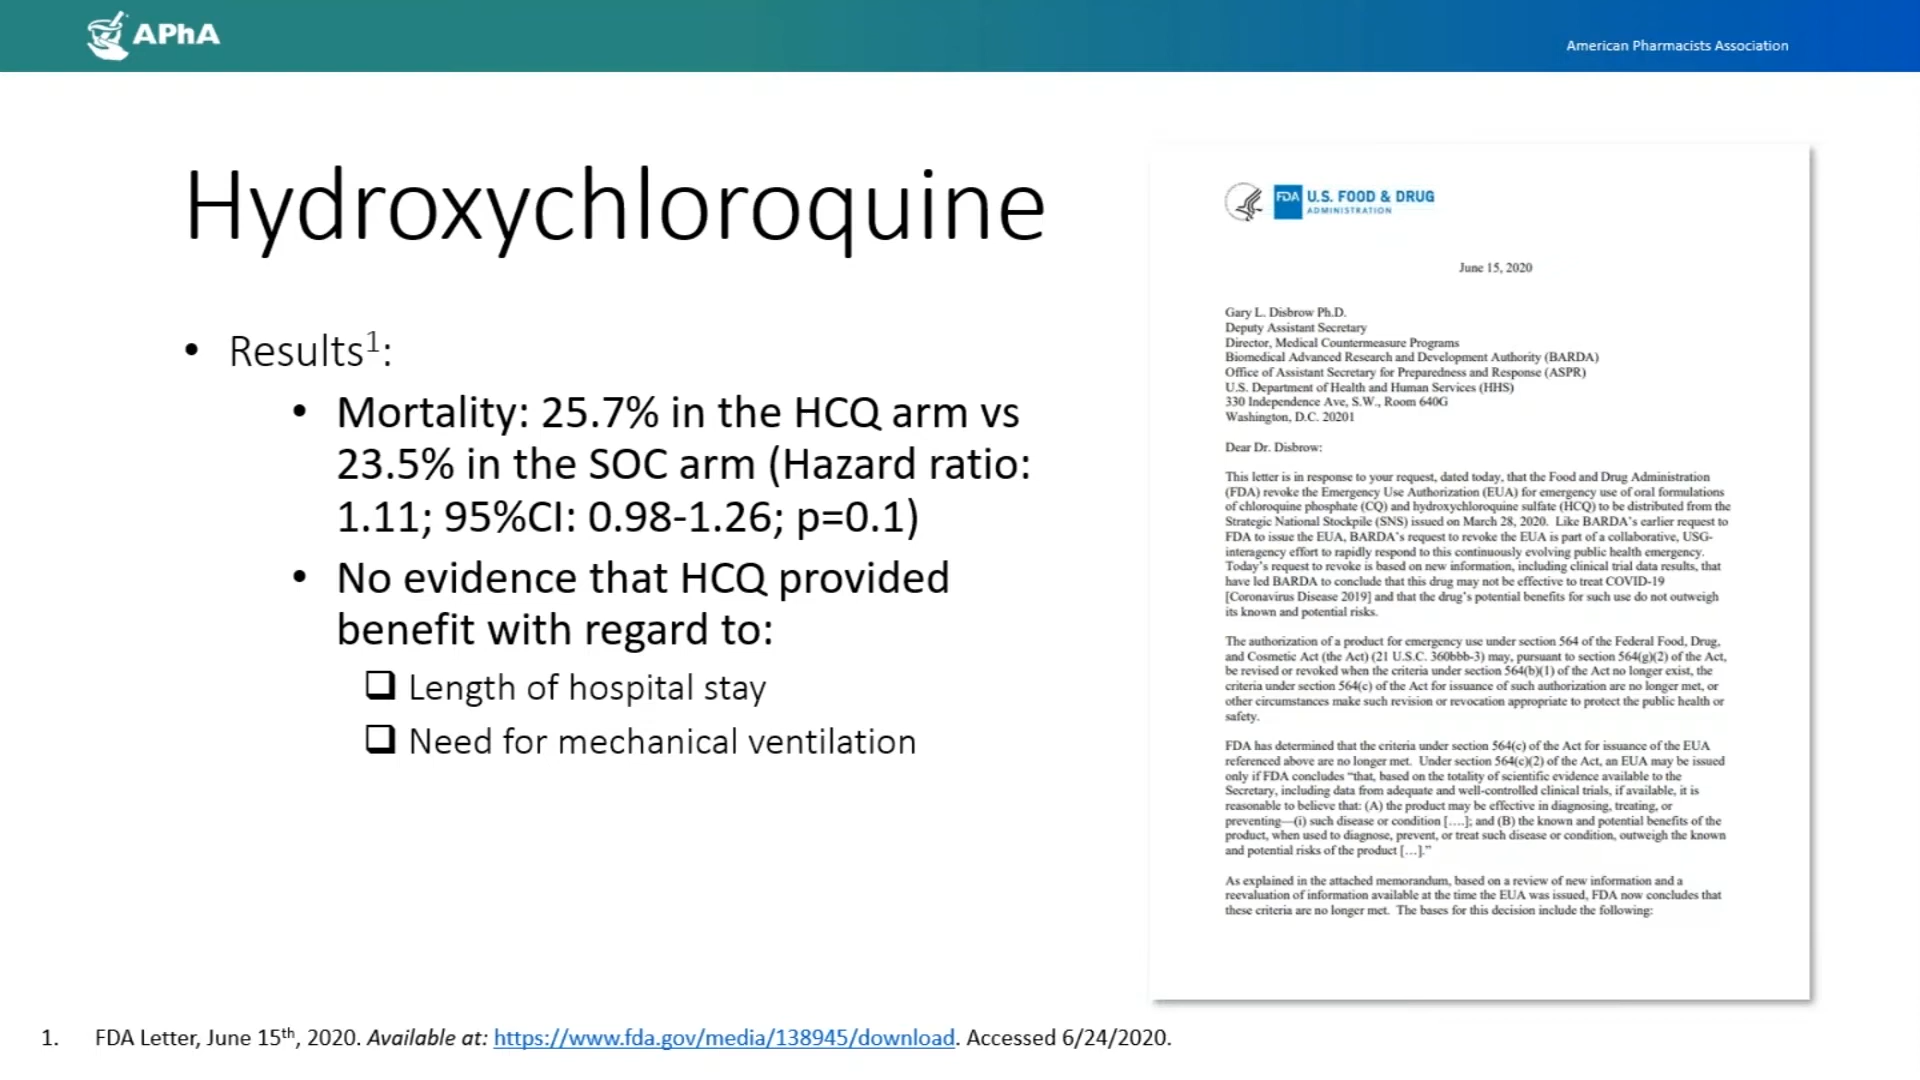 APhA
American Pharmacists Association
Hydroxychloroquine
• Results¹:
• Mortality: 25.7% in the HCQ arm vs
23.5% in the SOC arm (Hazard ratio:
1.11; 95%CI: 0.98-1.26; p=0.1)
• No evidence that HCQ provided
benefit with regard to:
❑ Length of hospital stay
❑ Need for mechanical ventilation
FDA U.S. FOOD & DRUG
ADMINISTRATION
June 15, 2020
Gary L. Disbrow Ph.D.
Deputy Assistant Secretary
Director, Medical Countermeasure Programs
Biomedical Advanced Research and Development Authority (BARDA)
Office of Assistant Secretary for Preparedness and Response (ASPR)
U.S. Department of Health and Human Services (HHS)
330 Independence Ave, S.W., Room 640G
Washington, D.C. 20201
Dear Dr. Disbrow:
This letter is in response to your request, dated today, that the Food and Drug Administration
(FDA) revoke the Emergency Use Authorization (EUA) for emergency use of oral formulations
of chloroquine phosphate (CQ) and hydroxychloroquine sulfate (HCQ) to be distributed from the
Strategic National Stockpile (SNS) issued on March 28, 2020. Like BARDA's earlier request to
FDA to issue the EUA, BARDA's request to revoke the EUA is part of a collaborative, USG-
interagency effort to rapidly respond to this continuously evolving public health emergency.
Today's request to revoke is based on new information, including clinical trial data results, that
have led BARDA to conclude that this drug may not be effective to treat COVID-19
[Coronavirus Disease 2019] and that the drug's potential benefits for such use do not outweigh
its known and potential risks.
The authorization of a product for emergency use under section 564 of the Federal Food, Drug,
and Cosmetic Act (the Act) (21 U.S.C. 360bbb-3) may, pursuant to section 564(g)(2) of the Act,
be revised or revoked when the criteria under section 564(b)(1) of the Act no longer exist, the
criteria under section 564(c) of the Act for issuance of such authorization are no longer met, or
other circumstances make such revision or revocation appropriate to protect the public health or
safety.
FDA has determined that the criteria under section 564(c) of the Act for issuance of the EUA
referenced above are no longer met. Under section 564(c)(2) of the Act, an EUA may be issued
only if FDA concludes "that, based on the totality of scientific evidence available to the
Secretary, including data from adequate and well-controlled clinical trials, if available, it is
reasonable to believe that: (A) the product may be effective in diagnosing, treating, or
preventing—(i) such disease or condition [….]; and (B) the known and potential benefits of the
product, when used to diagnose, prevent, or treat such disease or condition, outweigh the known
and potential risks of the product […]."
As explained in the attached memorandum, based on a review of new information and a
reevaluation of information available at the time the EUA was issued, FDA now concludes that
these criteria are no longer met. The bases for this decision include the following:
1. FDA Letter, June 15th, 2020. Available at: https://www.fda.gov/media/138945/download. Accessed 6/24/2020.